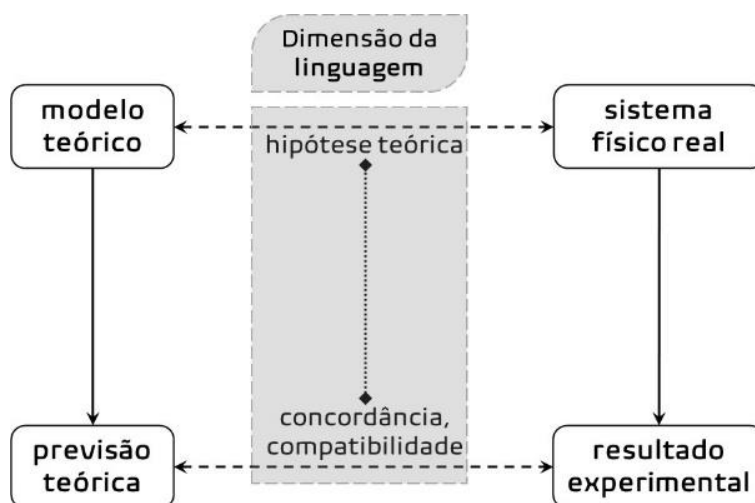 Dimensão da
linguagem
modelo
teórico
sistema
físico real
hipótese teórica
concordância,
compatibilidade
previsão
teórica
resultado
experimental